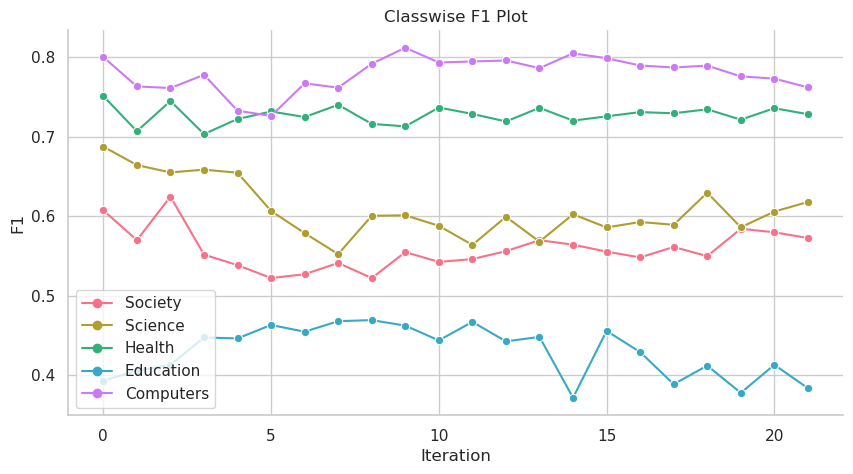 Classwise F1 Plot
F1
0.8
0.7
0.6
0.5
0.4
Society
Science
Health
Education
Computers
0 5 10 15 20
Iteration